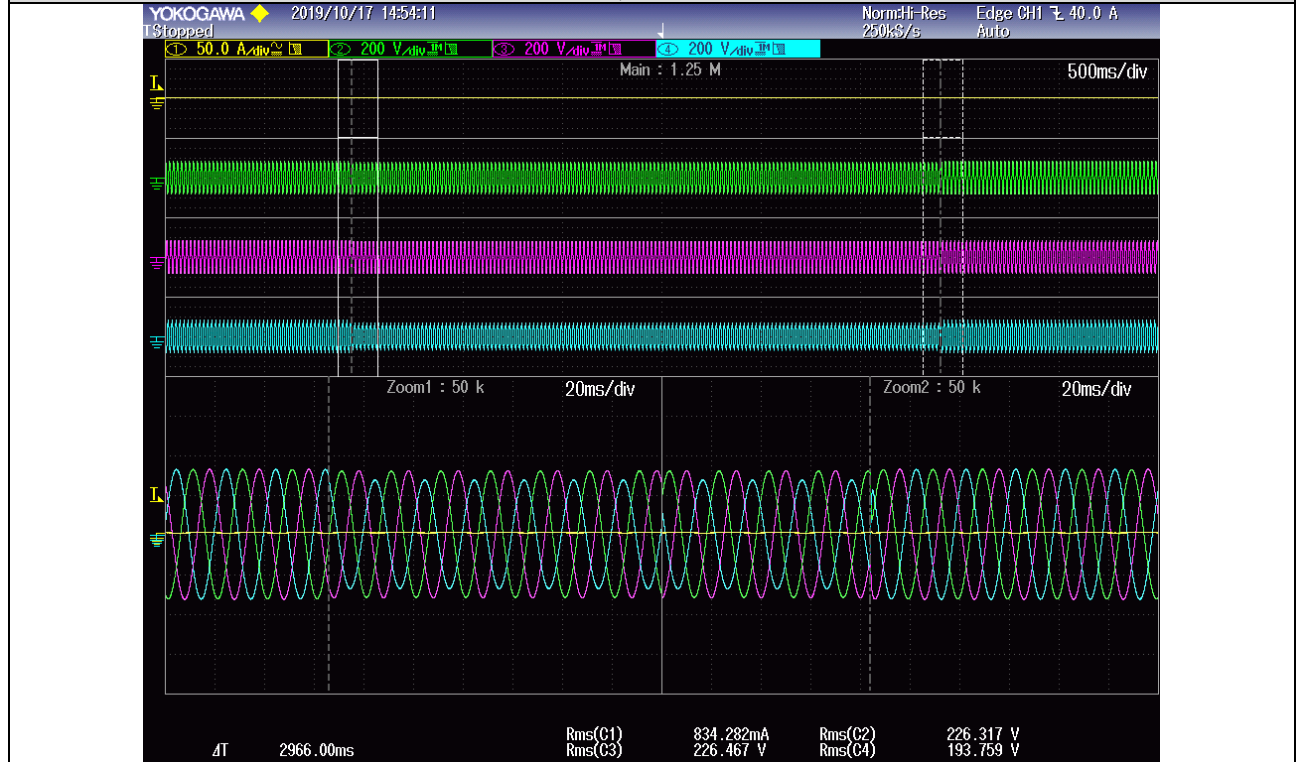 YOKOGAWA 2019/10/17 14:54:11 Norm:Hi-Res Edge CH1 40.0 A
Stopped 250kS/s Auto
1 50.0 A/div 2 200 V/div 3 200 V/div 4 200 V/div
Main : 1.25 M 500ms/div
Zoom1 : 50 k 20ms/div Zoom2 : 50 k 20ms/div
Rms(C1) 834.282mA Rms(C2) 226.317 V
ΔT 2966.00ms Rms(C3) 226.467 V Rms(C4) 193.759 V